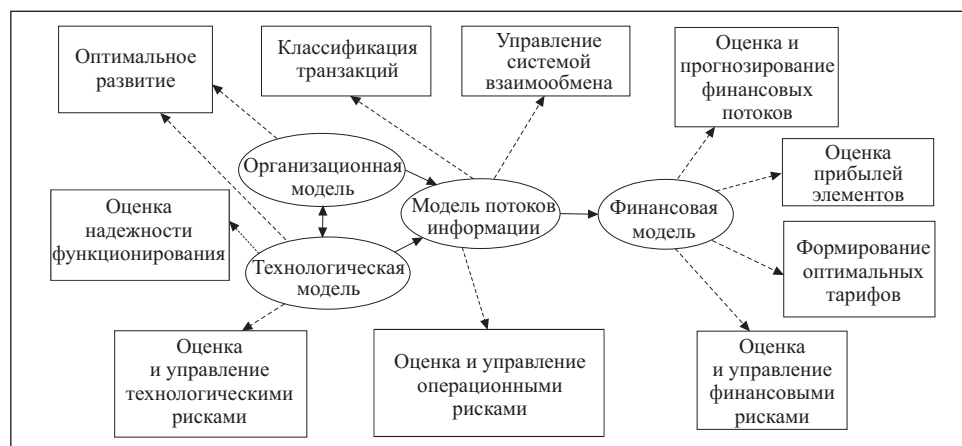 Оптимальное
развитие
Классификация
транзакций
Управление
системой
взаимообмена
Оценка и
прогнозирование
финансовых
потоков
Организационная
модель
Оценка
прибылей
элементов
Оценка
надежности
функционирования
Модель потоков
информации
Финансовая
модель
Технологическая
модель
Формирование
оптимальных
тарифов
Оценка
и управление
технологическими
рисками
Оценка и управление
операционными
рисками
Оценка
и управление
финансовыми
рисками